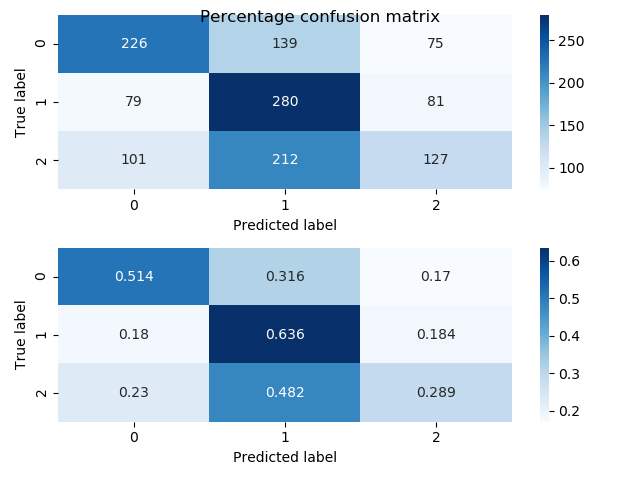 Percentage confusion matrix
True label
0 226 139 75
1 79 280 81
2 101 212 127
0 1 2
Predicted label
250
200
150
100
True label
0 0.514 0.316 0.17
1 0.18 0.636 0.184
2 0.23 0.482 0.289
0 1 2
Predicted label
0.6
0.5
0.4
0.3
0.2